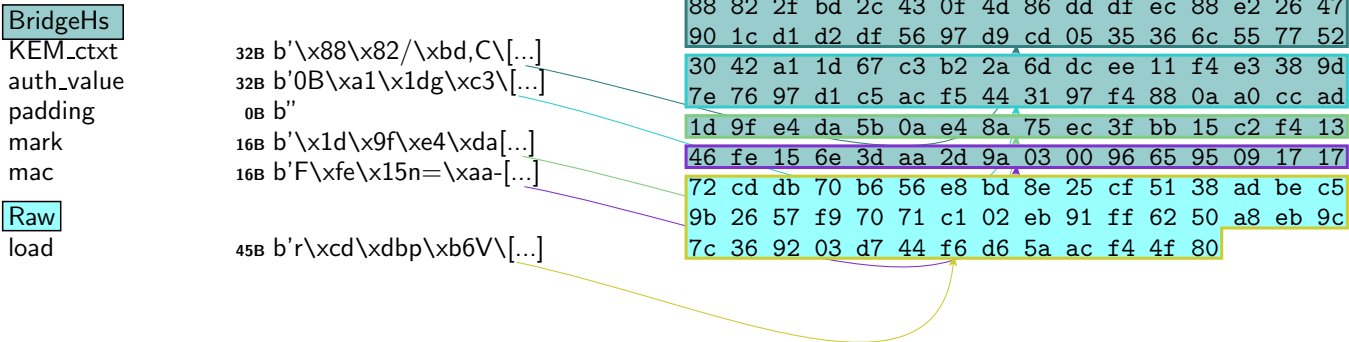 BridgeHs
KEM_ctxt 32B b'\x88\x82/\xbd,C\[...]
auth_value 32B b'0B\xa1\x1dg\xc3\[...]
padding 0B b''
mark 16B b'\x1d\x9f\xe4\xda[...]
mac 16B b'F\xfe\x15n=\xaa-[...]
Raw
load 45B b'r\xcd\xdbp\xb6V\[...]
88 82 2f bd 2c 43 0f 4d 86 dd df ec 88 e2 26 47
90 1c d1 d2 df 56 97 d9 cd 05 35 36 6c 55 77 52
30 42 a1 1d 67 c3 b2 2a 6d dc ee 11 f4 e3 38 9d
7e 76 97 d1 c5 ac f5 44 31 97 f4 88 0a a0 cc ad
1d 9f e4 da 5b 0a e4 8a 75 ec 3f bb 15 c2 f4 13
46 fe 15 6e 3d aa 2d 9a 03 00 96 65 95 09 17 17
72 cd db 70 b6 56 e8 bd 8e 25 cf 51 38 ad be c5
9b 26 57 f9 70 71 c1 02 eb 91 ff 62 50 a8 eb 9c
7c 36 92 03 d7 44 f6 d6 5a ac f4 4f 80